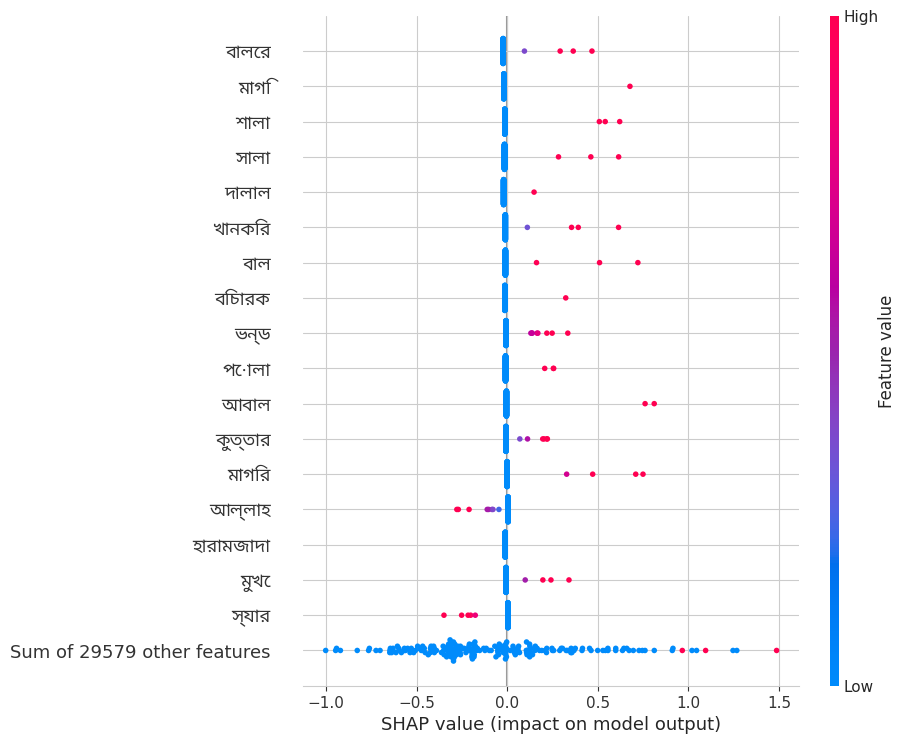 High
বালরে
মাগি
শালা
সালা
দালাল
খানকরি
বাল
বচিারক
ভন্ড
পোলা
আবাল
কুত্তার
মাগরি
আল্লাহ
হারামজাদা
মুখে
স্যার
Sum of 29579 other features
Feature value
Low
−1.0 −0.5 0.0 0.5 1.0 1.5
SHAP value (impact on model output)